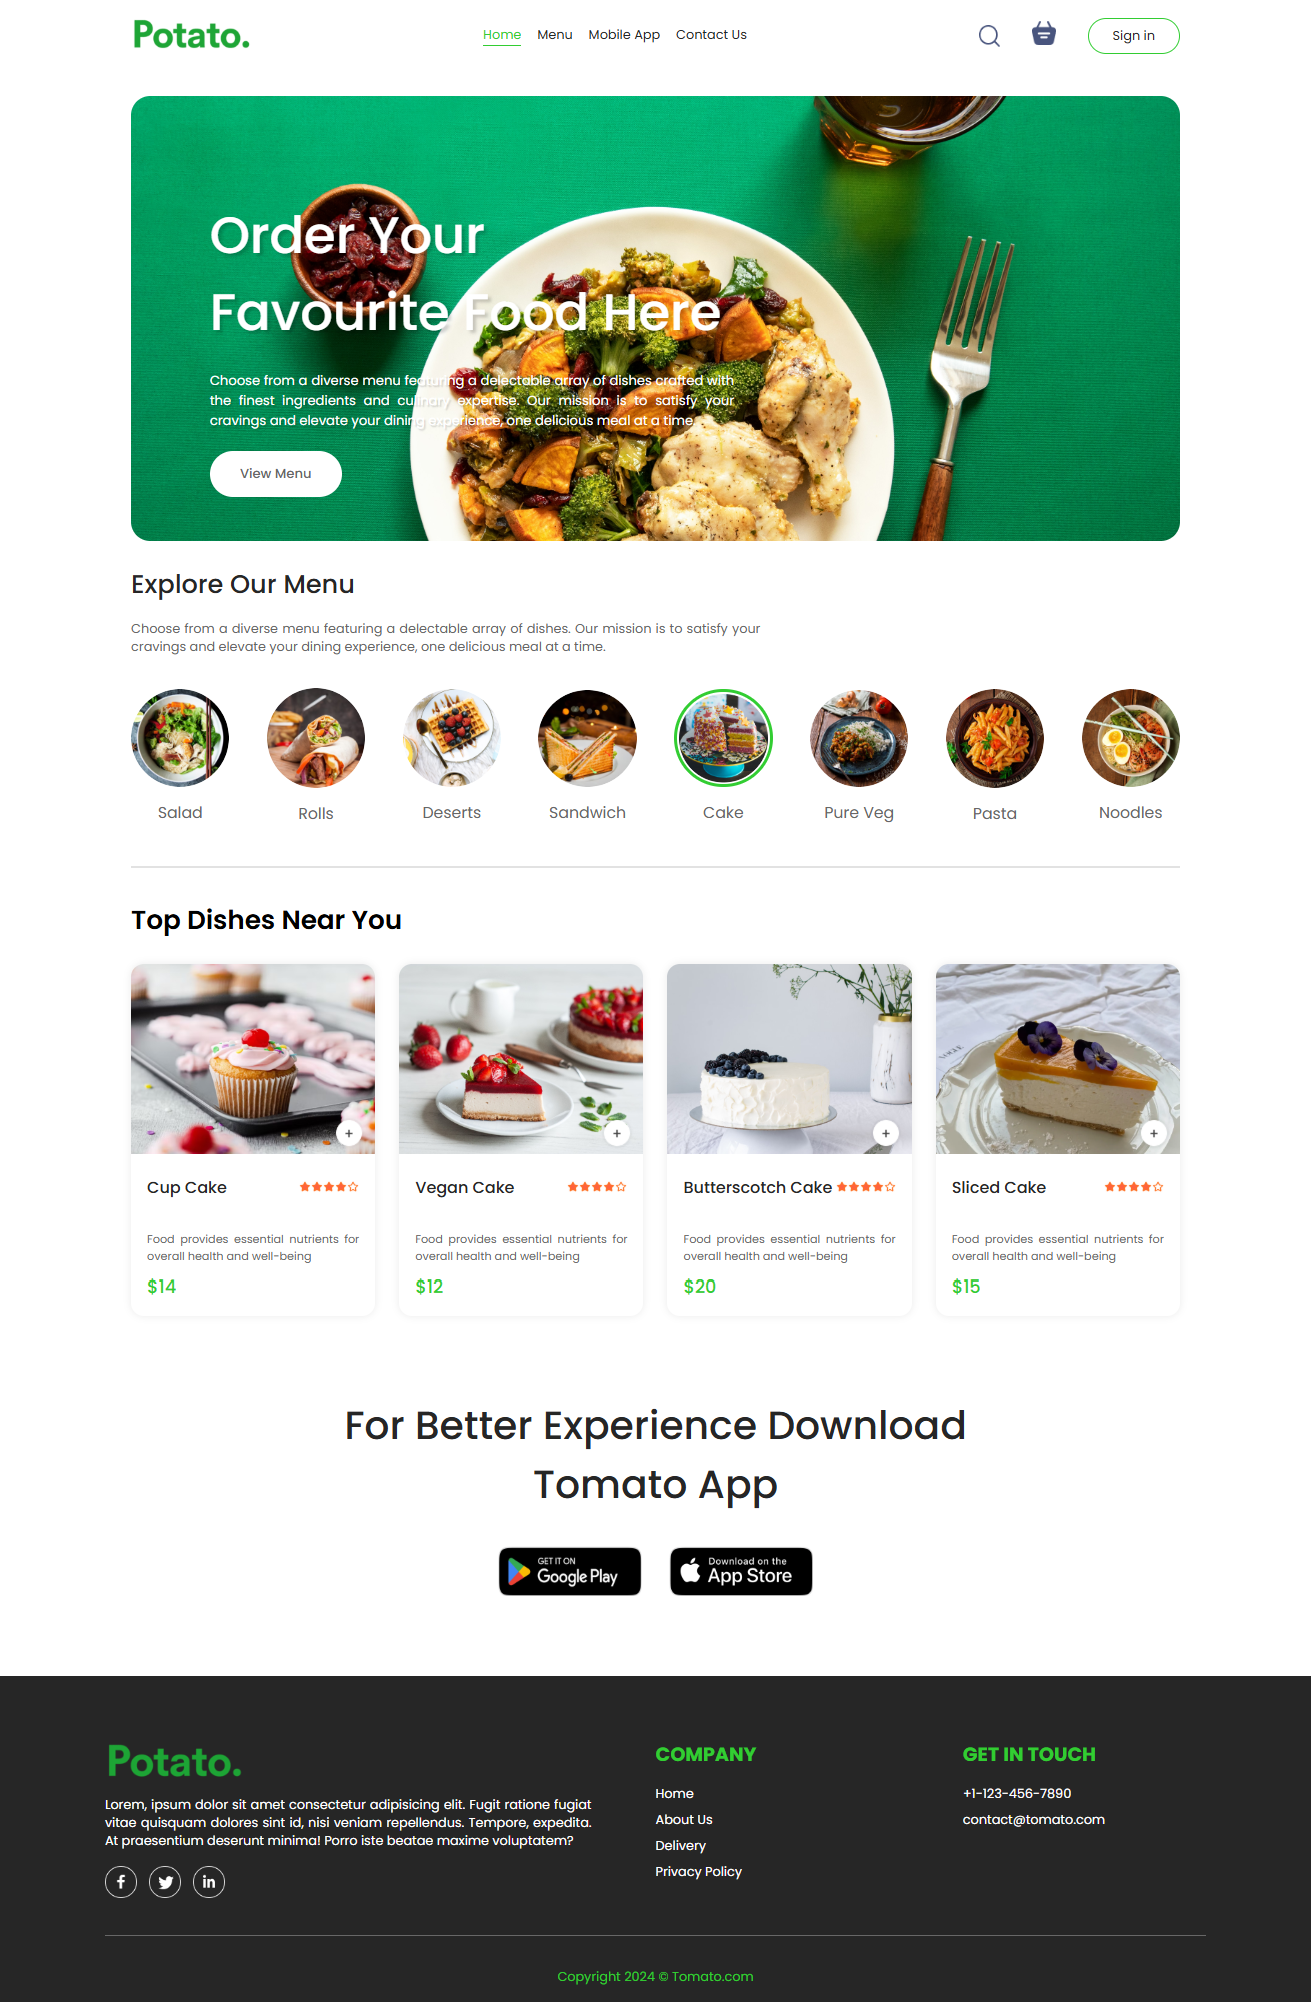 Potato.
Home Menu Mobile App Contact Us
Sign in
Order Your
Favourite Food Here
Choose from a diverse menu featuring a delectable array of dishes crafted with
the finest ingredients and culinary expertise. Our mission is to satisfy your
cravings and elevate your dining experience, one delicious meal at a time.
View Menu
Explore Our Menu
Choose from a diverse menu featuring a delectable array of dishes. Our mission is to satisfy your
cravings and elevate your dining experience, one delicious meal at a time.
Salad Rolls Deserts Sandwich Cake Pure Veg Pasta Noodles
Top Dishes Near You
VOGUE
+ + + +
Cup Cake
Food provides essential nutrients for
overall health and well-being
$14
Vegan Cake
Food provides essential nutrients for
overall health and well-being
$12
Butterscotch Cake
Food provides essential nutrients for
overall health and well-being
$20
Sliced Cake
Food provides essential nutrients for
overall health and well-being
$15
For Better Experience Download
Tomato App
GET IT ON
Google Play
Download on the
App Store
Potato.
Lorem, ipsum dolor sit amet consectetur adipisicing elit. Fugit ratione fugiat
vitae quisquam dolores sint id, nisi veniam repellendus. Tempore, expedita.
At praesentium deserunt minima! Porro iste beatae maxime voluptatem?
f in
COMPANY
Home
About Us
Delivery
Privacy Policy
GET IN TOUCH
+1-123-456-7890
contact@tomato.com
Copyright 2024 © Tomato.com